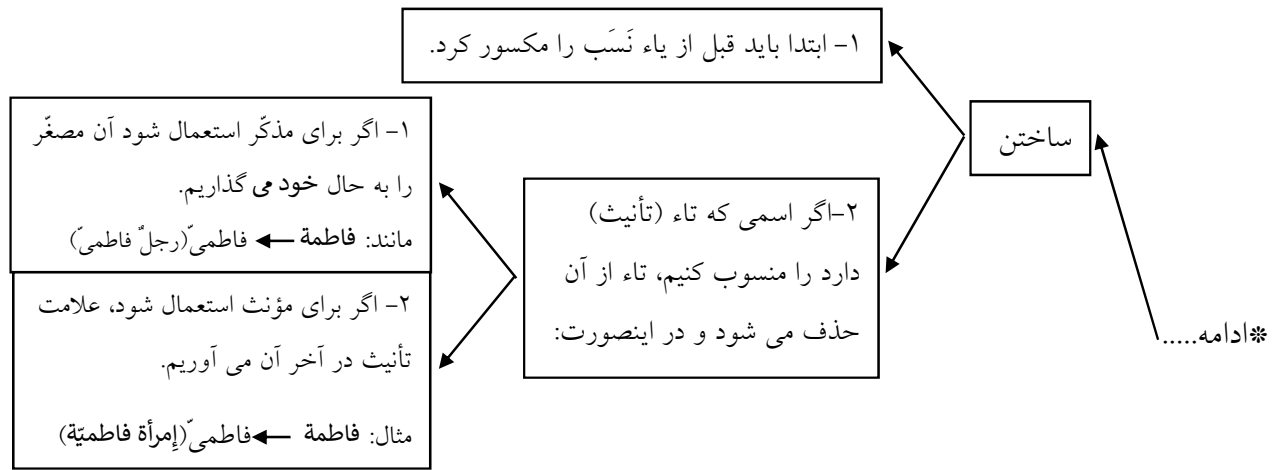 *ادامه.....
ساختن
۱- ابتدا باید قبل از یاء نَسَب را مکسور کرد.
۲-اگر اسمی که تاء (تأنیث)
دارد را منسوب کنیم، تاء از آن
حذف می شود و در اینصورت:
۱- اگر برای مذکّر استعمال شود آن مصغّر
را به حال خود می گذاریم.
مانند: فاطمة ← فاطمیّ(رجلٌ فاطمیّ)
۲- اگر برای مؤنث استعمال شود، علامت
تأنیث در آخر آن می آوریم.
مثال: فاطمة ←فاطمیّ(إمرأة فاطمیّة)